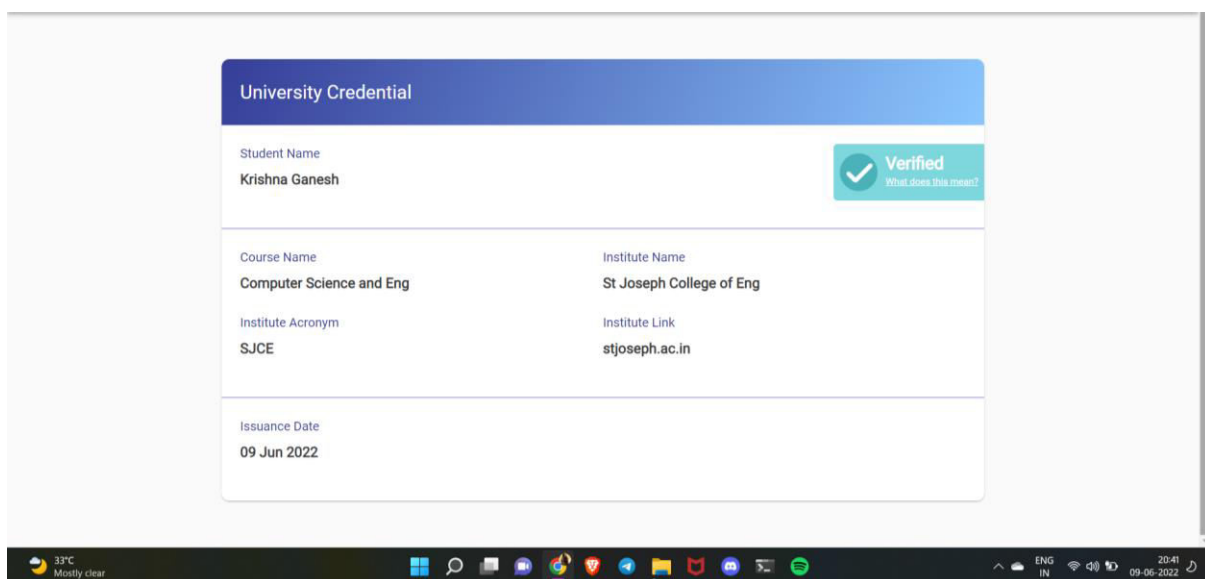 University Credential
Student Name
Krishna Ganesh
Verified
What does this mean?
Course Name
Computer Science and Eng
Institute Name
St Joseph College of Eng
Institute Acronym
SJCE
Institute Link
stjoseph.ac.in
Issuance Date
09 Jun 2022
33°C
Mostly clear
ENG
IN
20:41
09-06-2022